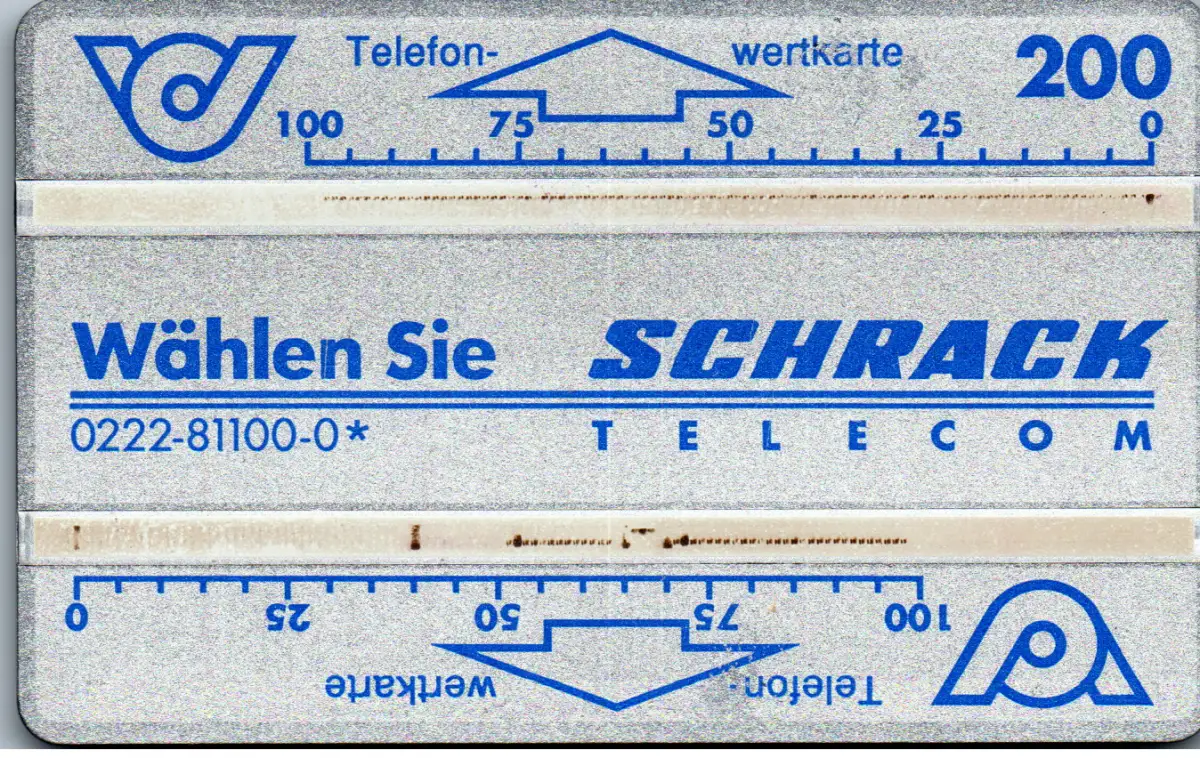 Telefon- wertkarte 200
100 75 50 25 0
Wählen Sie SCHRACK
0222-81100-0* TELECOM
0 25 50 75 100
Telefon-
wertkarte